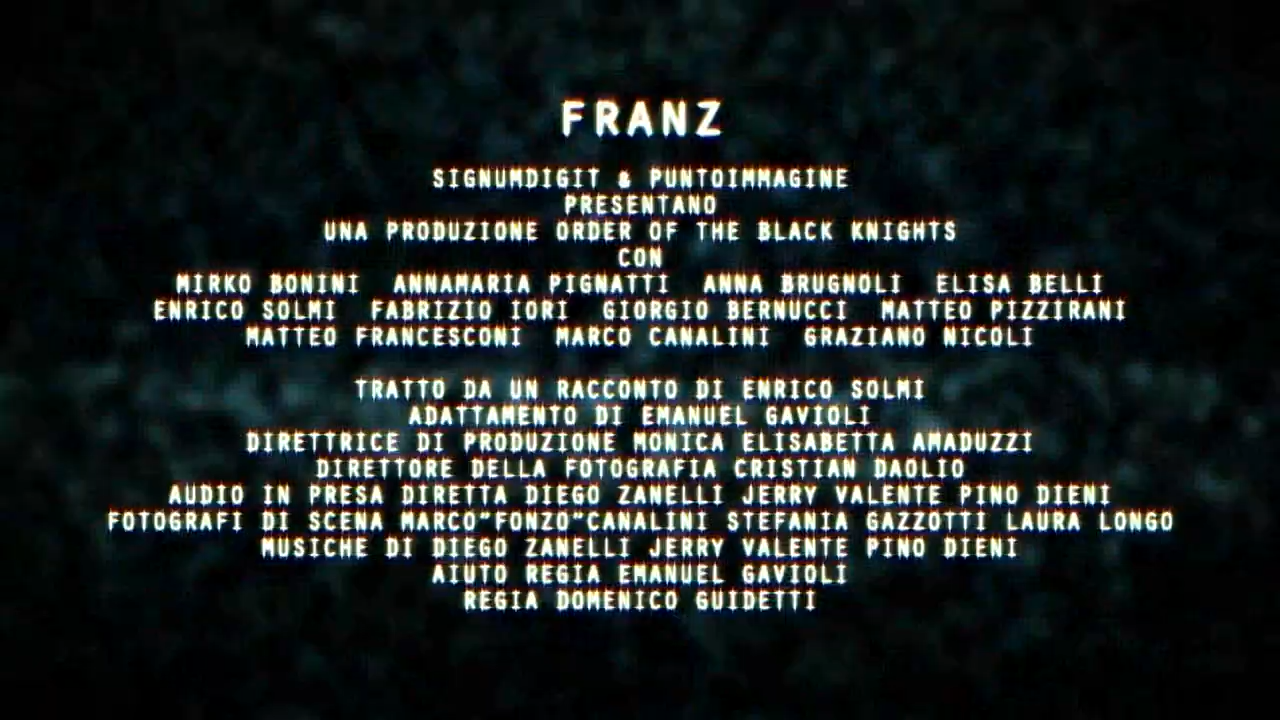 FRANZ
SIGNUMDIGIT & PUNTOIMMAGINE
PRESENTANO
UNA PRODUZIONE ORDER OF THE BLACK KNIGHTS
CON
MIRKO BONINI ANNAMARIA PIGNATTI ANNA BRUGNOLI ELISA BELLI
ENRICO SOLMI FABRIZIO IORI GIORGIO BERNUCCI MATTEO PIZZIRANI
MATTEO FRANCESCONI MARCO CANALINI GRAZIANO NICOLI
TRATTO DA UN RACCONTO DI ENRICO SOLMI
ADATTAMENTO DI EMANUEL GAVIOLI
DIRETTRICE DI PRODUZIONE MONICA ELISABETTA AMADUZZI
DIRETTORE DELLA FOTOGRAFIA CRISTIAN DAOLIO
AUDIO IN PRESA DIRETTA DIEGO ZANELLI JERRY VALENTE PINO DIENI
FOTOGRAFI DI SCENA MARCO"FONZO"CANALINI STEFANIA GAZZOTTI LAURA LONGO
MUSICHE DI DIEGO ZANELLI JERRY VALENTE PINO DIENI
AIUTO REGIA EMANUEL GAVIOLI
REGIA DOMENICO GUIDETTI